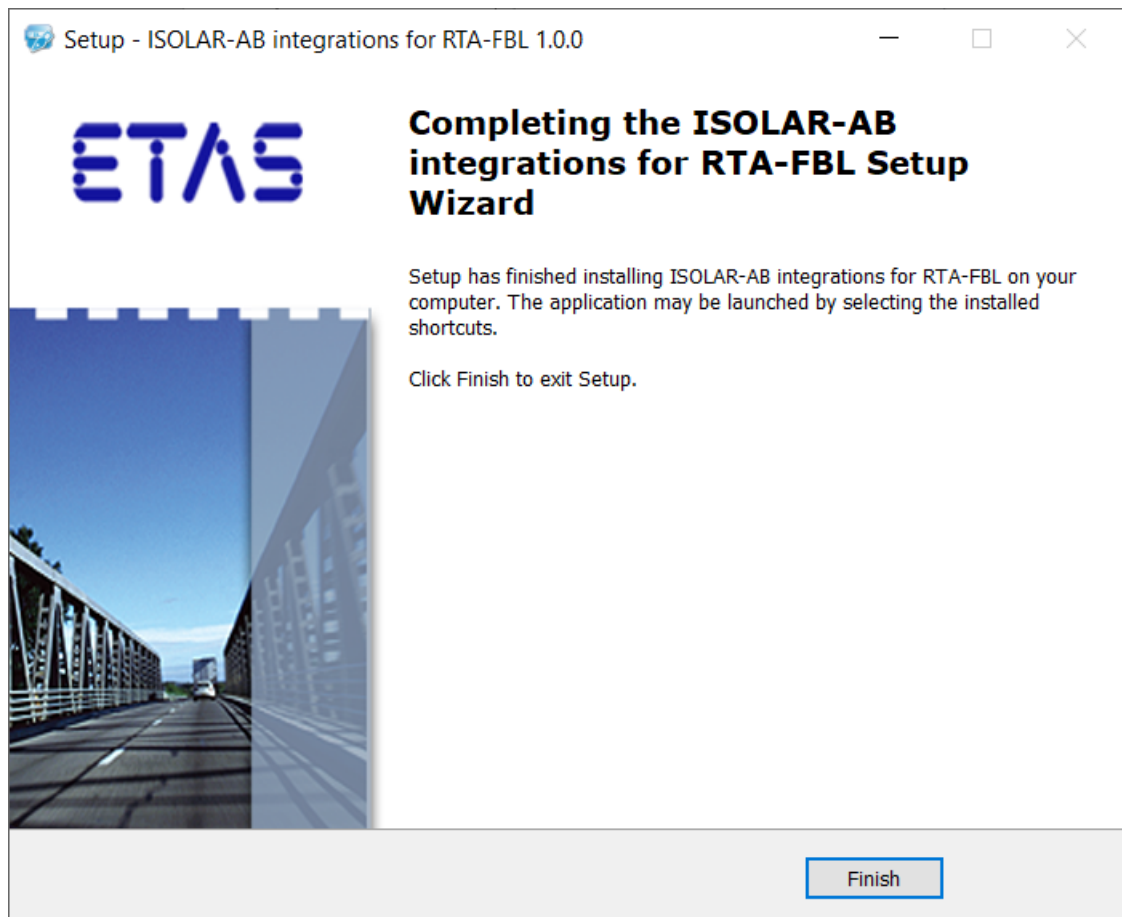 Setup - ISOLAR-AB integrations for RTA-FBL 1.0.0
ETAS
Completing the ISOLAR-AB
integrations for RTA-FBL Setup
Wizard
Setup has finished installing ISOLAR-AB integrations for RTA-FBL on your
computer. The application may be launched by selecting the installed
shortcuts.
Click Finish to exit Setup.
Finish